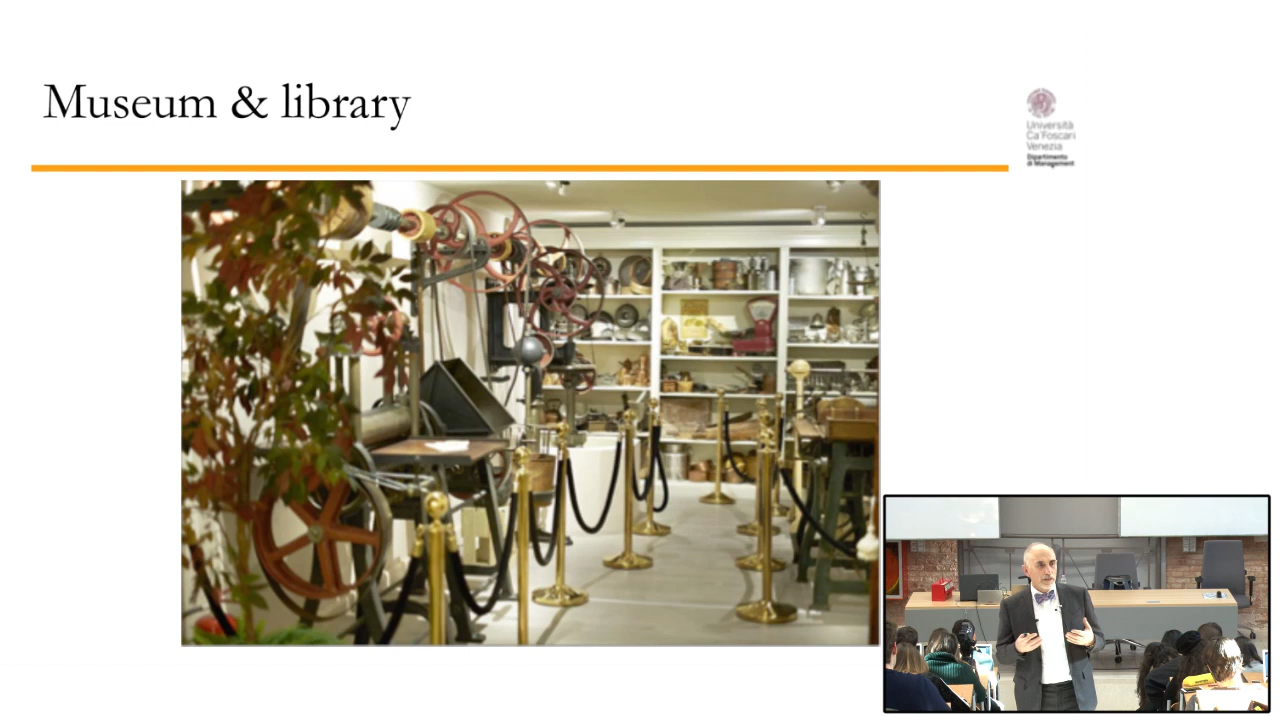 Museum & library
Università
Ca'Foscari
Venezia
Dipartimento
di Management